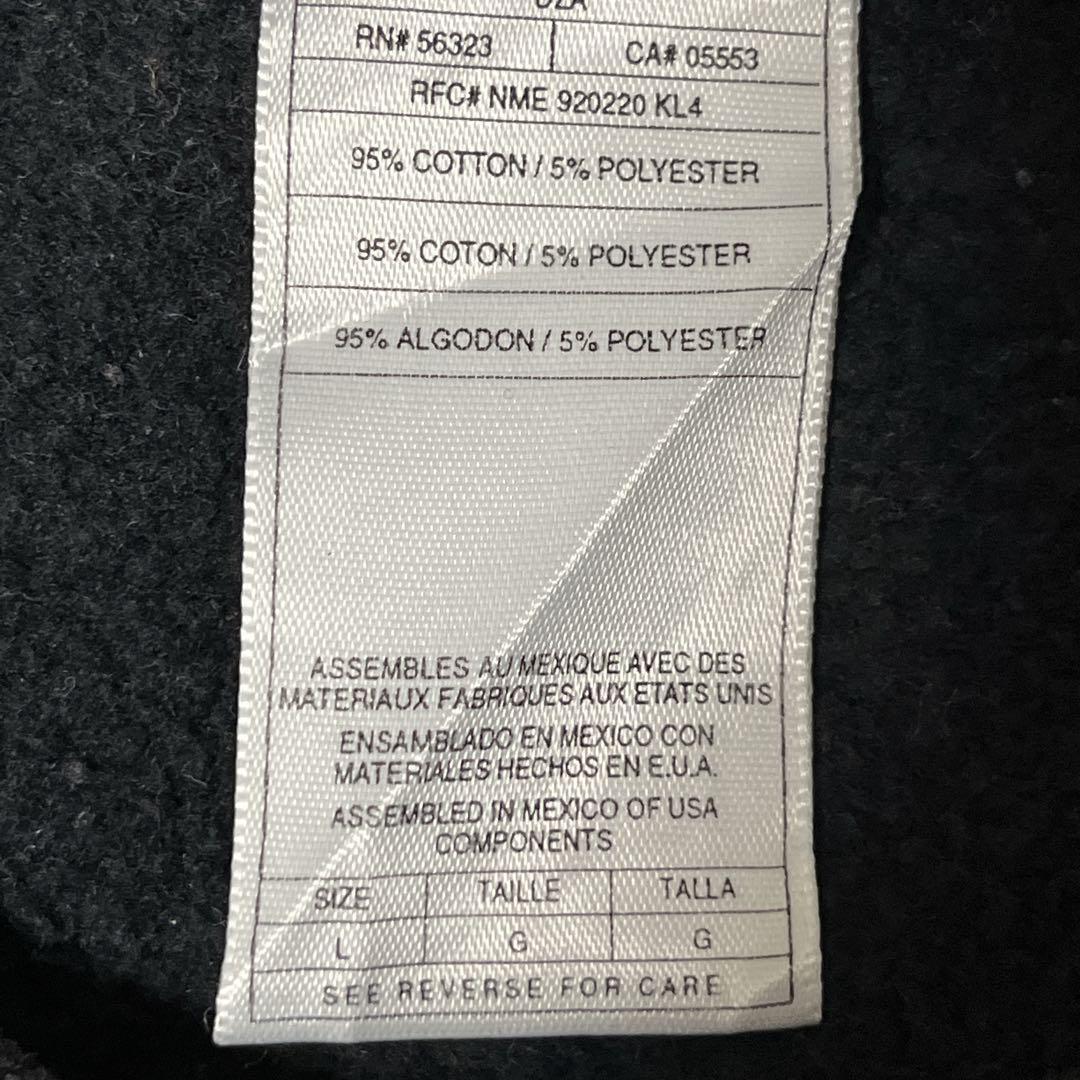 RN# 56323 CA# 05553
RFC# NME 920220 KL4
95% COTTON / 5% POLYESTER
95% COTON / 5% POLYESTER
95% ALGODON / 5% POLYESTER
ASSEMBLES AU MEXIQUE AVEC DES
MATERIAUX FABRIQUES AUX ETATS UNIS
ENSAMBLADO EN MEXICO CON
MATERIALES HECHOS EN E.U.A.
ASSEMBLED IN MEXICO OF USA
COMPONENTS
SIZE TAILLE TALLA
L G G
SEE REVERSE FOR CARE